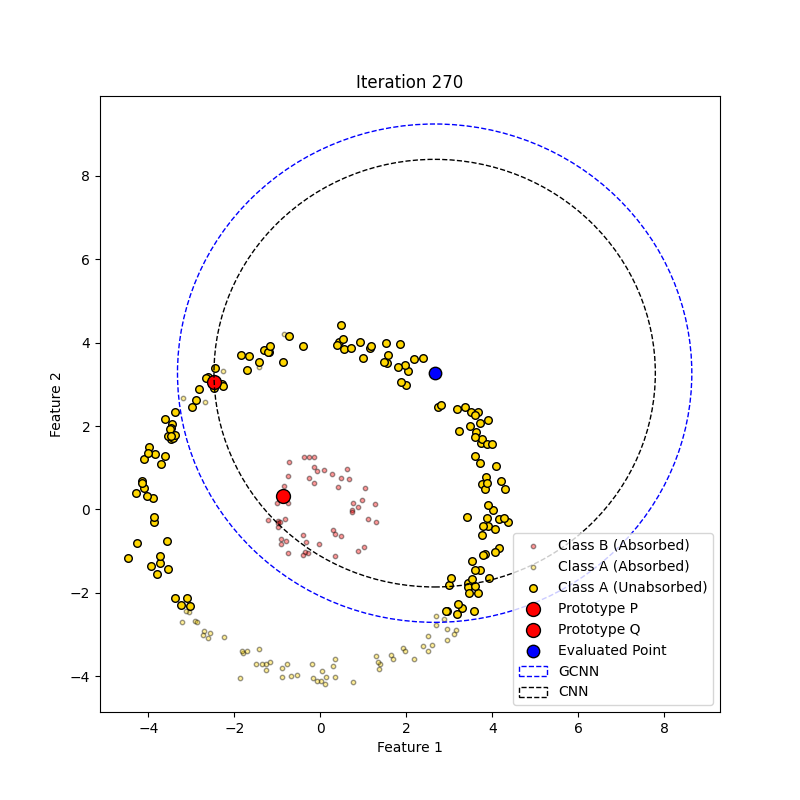 Iteration 270
Feature 2
8
6
4
2
0
−2
−4
−4
−2
0
2
4
6
8
Feature 1
Class B (Absorbed)
Class A (Absorbed)
Class A (Unabsorbed)
Prototype P
Prototype Q
Evaluated Point
GCNN
CNN